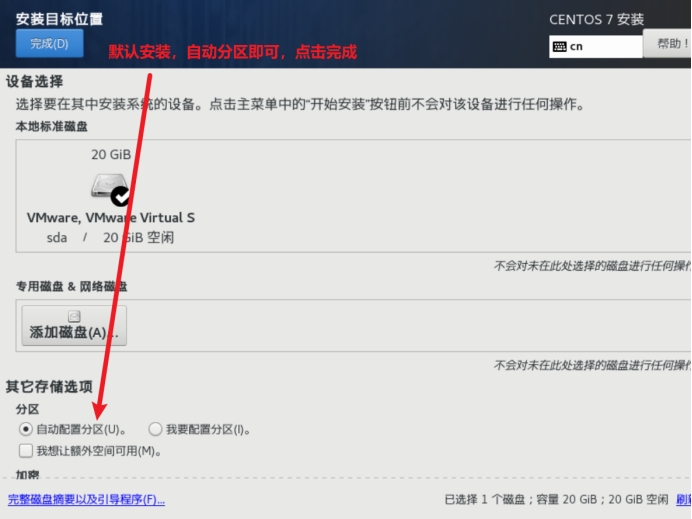 安装目标位置
CENTOS 7 安装
完成(D)
cn
帮助！
默认安装，自动分区即可，点击完成
设备选择
选择要在其中安装系统的设备。点击主菜单中的“开始安装”按钮前不会对该设备进行任何操作。
本地标准磁盘
20 GiB
VMware, VMware Virtual S
sda / 20 GiB 空闲
不会对未在此处选择的磁盘进行任何操作
专用磁盘 & 网络磁盘
添加磁盘(A)...
不会对未在此处选择的磁盘进行任何操作
其它存储选项
分区
自动配置分区(U)。 我要配置分区(I)。
我想让额外空间可用(M)。
加密
完整磁盘摘要以及引导程序(F)...
已选择 1 个磁盘；容量 20 GiB；20 GiB 空闲 刷